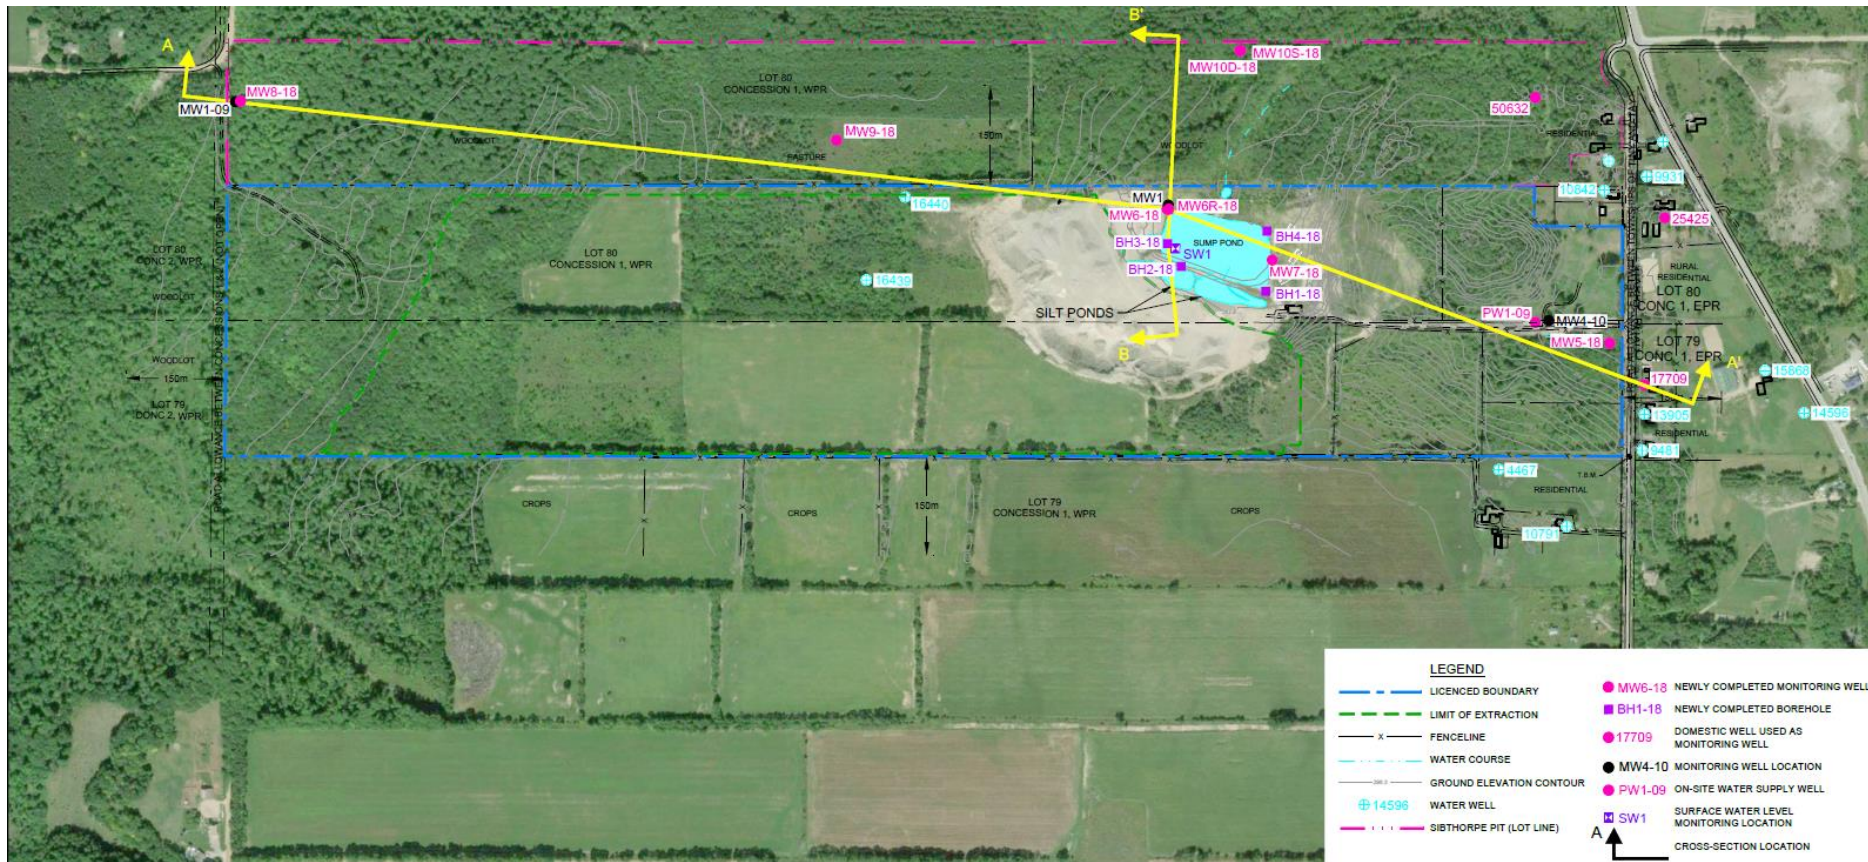 B'
A
MW10S-18
MW10D-18
LOT 80
CONCESSION 1, WPR
MW8-18
MW1-09
50632
150m
MW9-18
WOODLOT
PASTURE
WOODLOT
RESIDENTIAL
10842
9931
16440
MW1
MW6R-18
MW6-18
25425
LOT 80
CONC 2, WPR
LOT 80
CONCESSION 1, WPR
BH3-18
SW1
SUMP POND
BH4-18
BH2-18
MW7-18
16439
BH1-18
RURAL
RESIDENTIAL
LOT 80
CONC 1, EPR
WOODLOT
SILT PONDS
PW1-09
MW4-10
B
MW5-18
LOT 79
CONC 1, EPR
WOODLOT
150m
A'
17709
15868
LOT 79
CONC 2, WPR
13905
14596
RESIDENTIAL
9481
4467
T.B.M.
RESIDENTIAL
CROPS
CROPS
150m
LOT 79
CONCESSION 1, WPR
CROPS
10791
LEGEND
LICENCED BOUNDARY
LIMIT OF EXTRACTION
X FENCELINE
WATER COURSE
GROUND ELEVATION CONTOUR
14596 WATER WELL
SIBTHORPE PIT (LOT LINE)
MW6-18 NEWLY COMPLETED MONITORING WELL
BH1-18 NEWLY COMPLETED BOREHOLE
17709 DOMESTIC WELL USED AS
MONITORING WELL
MW4-10 MONITORING WELL LOCATION
PW1-09 ON-SITE WATER SUPPLY WELL
SW1 SURFACE WATER LEVEL
MONITORING LOCATION
A CROSS-SECTION LOCATION